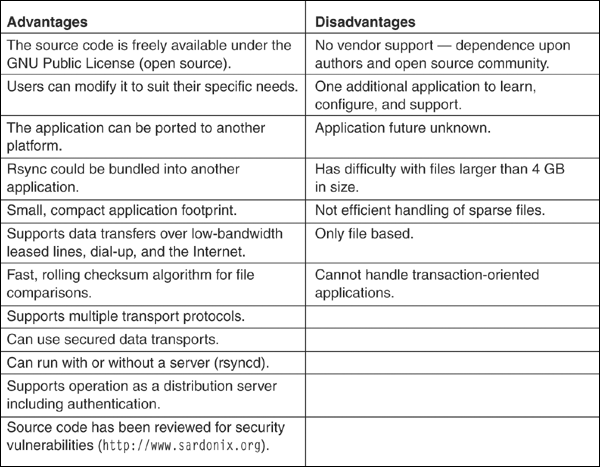 Advantages
Disadvantages
The source code is freely available under the
GNU Public License (open source).
No vendor support — dependence upon
authors and open source community.
Users can modify it to suit their specific needs.
One additional application to learn,
configure, and support.
The application can be ported to another
platform.
Application future unknown.
Rsync could be bundled into another
application.
Has difficulty with files larger than 4 GB
in size.
Small, compact application footprint.
Not efficient handling of sparse files.
Supports data transfers over low-bandwidth
leased lines, dial-up, and the Internet.
Only file based.
Fast, rolling checksum algorithm for file
comparisons.
Cannot handle transaction-oriented
applications.
Supports multiple transport protocols.
Can use secured data transports.
Can run with or without a server (rsyncd).
Supports operation as a distribution server
including authentication.
Source code has been reviewed for security
vulnerabilities (http://www.sardonix.org).